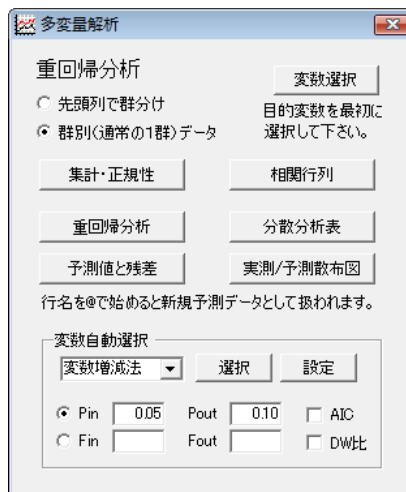 多変量解析
重回帰分析
変数選択
先頭列で群分け
群別(通常の1群)データ
目的変数を最初に
選択して下さい。
集計・正規性
相関行列
重回帰分析
分散分析表
予測値と残差
実測/予測散布図
行名を@で始めると新規予測データとして扱われます。
変数自動選択
変数増減法
選択
設定
Pin 0.05 Pout 0.10 AIC
Fin Fout DW比